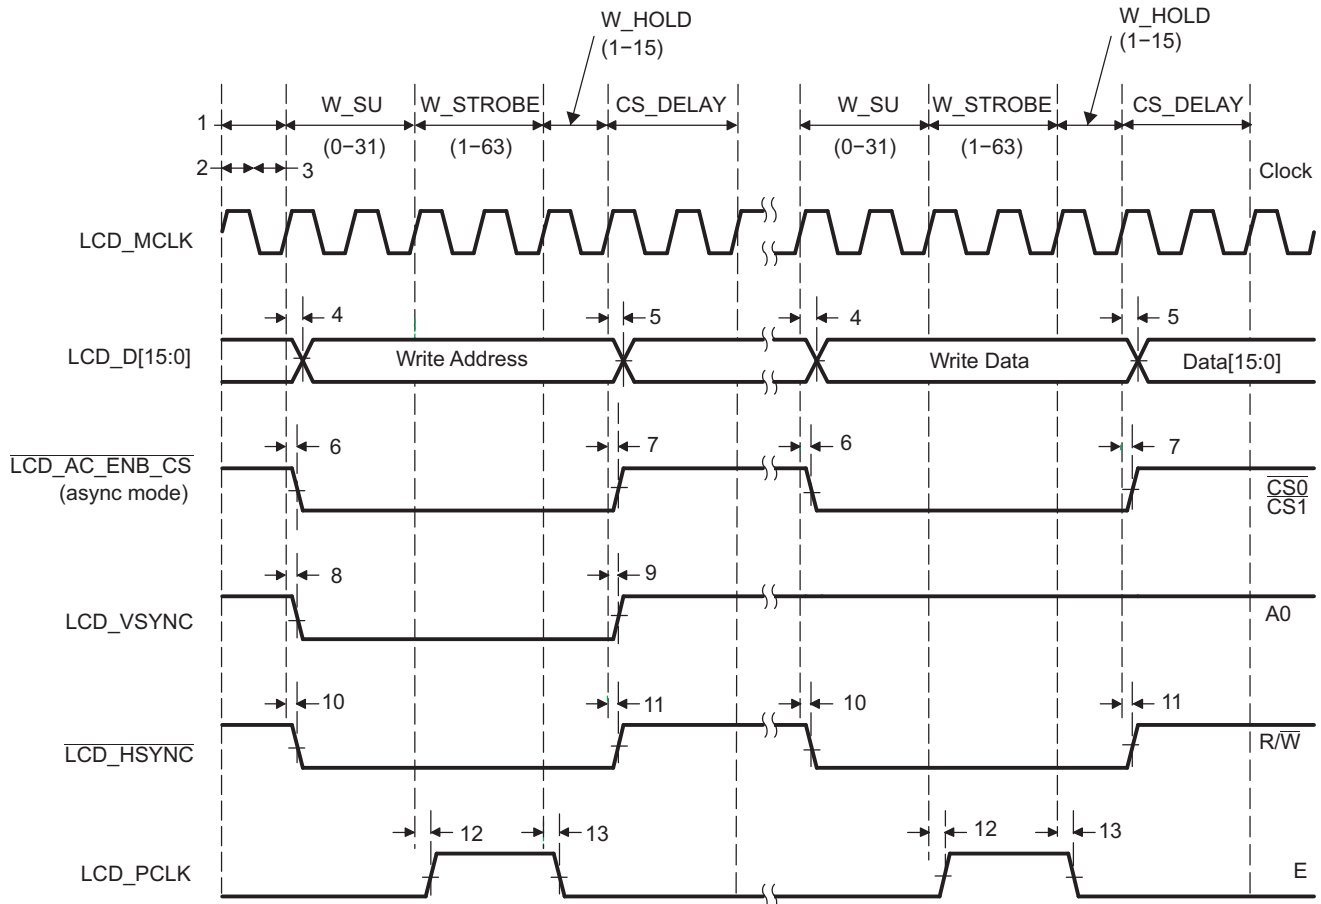 W_HOLD
(1−15)
W_HOLD
(1−15)
W_SU
W_STROBE
CS_DELAY
W_SU
W_STROBE
CS_DELAY
1
(0−31)
(1−63)
(0−31)
(1−63)
2
3
Clock
LCD_MCLK
4
5
4
5
LCD_D[15:0]
Write Address
Write Data
Data[15:0]
6
7
6
7
LCD_AC_ENB_CS
(async mode)
CS0
CS1
8
9
LCD_VSYNC
A0
10
11
10
11
LCD_HSYNC
R/W
12
13
12
13
LCD_PCLK
E